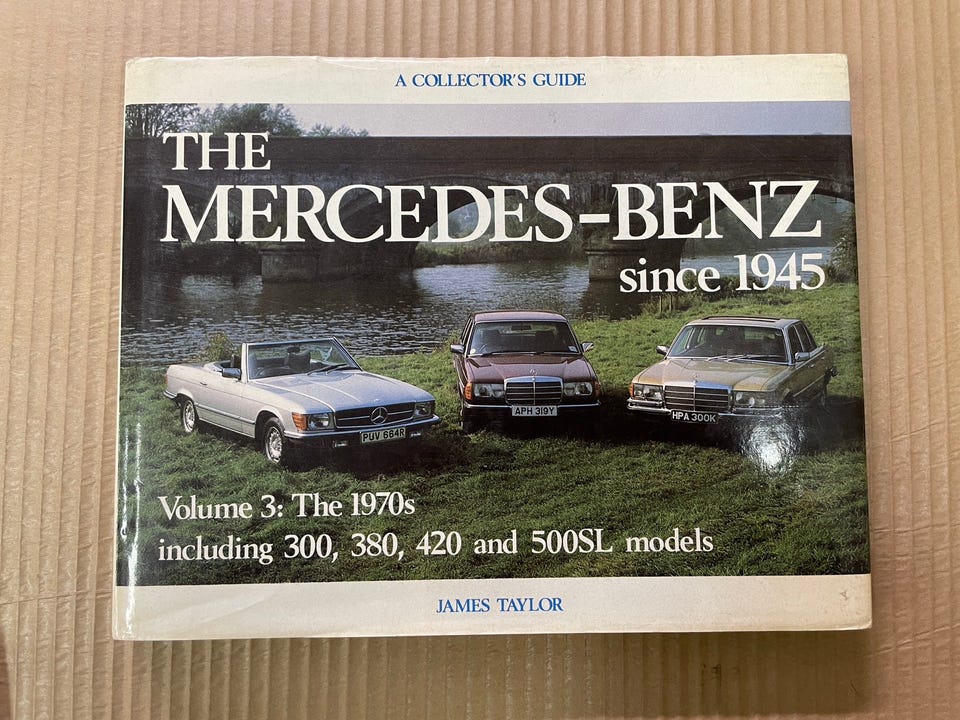 A COLLECTOR'S GUIDE
THE
MERCEDES-BENZ
since 1945
PUV 664R
APH 319Y
HPA 300K
Volume 3: The 1970s
including 300, 380, 420 and 500SL models
JAMES TAYLOR